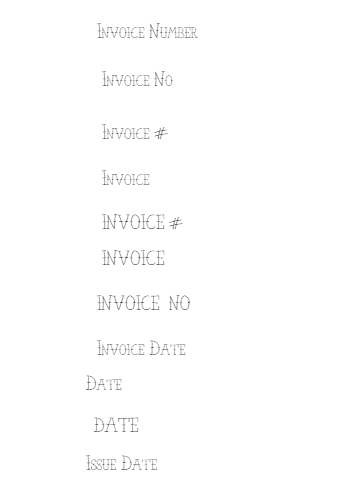 Invoice Number
Invoice No
Invoice #
Invoice
INVOICE #
INVOICE
INVOICE NO
Invoice Date
Date
DATE
Issue Date